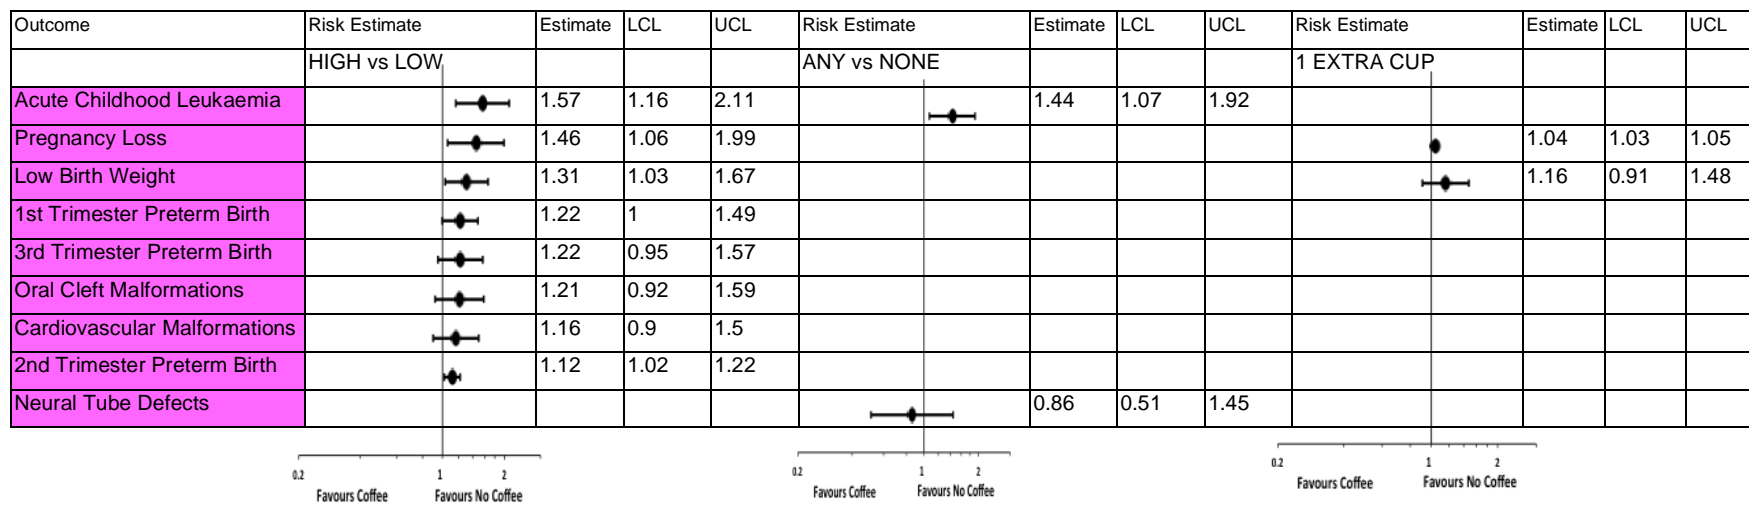 Outcome Risk Estimate Estimate LCL UCL Risk Estimate Estimate LCL UCL Risk Estimate Estimate LCL UCL
HIGH vs LOW ANY vs NONE 1 EXTRA CUP
Acute Childhood Leukaemia 1.57 1.16 2.11 1.44 1.07 1.92
Pregnancy Loss 1.46 1.06 1.99 1.04 1.03 1.05
Low Birth Weight 1.31 1.03 1.67 1.16 0.91 1.48
1st Trimester Preterm Birth 1.22 1 1.49
3rd Trimester Preterm Birth 1.22 0.95 1.57
Oral Cleft Malformations 1.21 0.92 1.59
Cardiovascular Malformations 1.16 0.9 1.5
2nd Trimester Preterm Birth 1.12 1.02 1.22
Neural Tube Defects 0.86 0.51 1.45
0.2 1 2 0.2 1 2 0.2 1 2
Favours Coffee Favours No Coffee Favours Coffee Favours No Coffee Favours Coffee Favours No Coffee